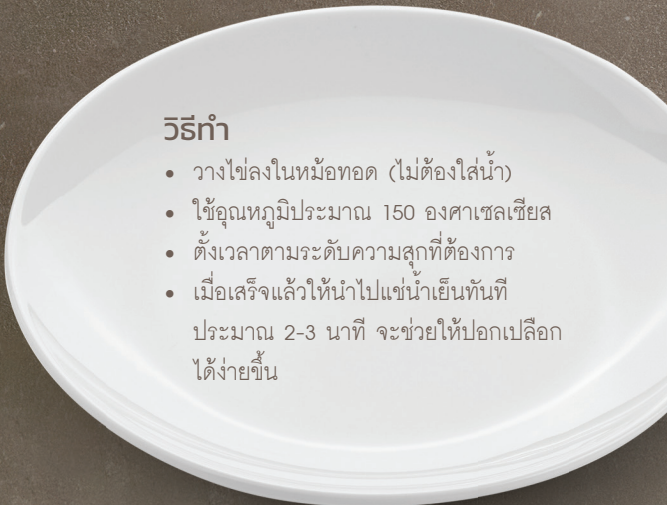 วิธีทำ
• วางไข่ลงในหม้อทอด (ไม่ต้องใส่น้ำ)
• ใช้อุณหภูมิประมาณ 150 องศาเซลเซียส
• ตั้งเวลาตามระดับความสุกที่ต้องการ
• เมื่อเสร็จแล้วให้นำไปแช่น้ำเย็นทันที
ประมาณ 2-3 นาที จะช่วยให้ปอกเปลือก
ได้ง่ายขึ้น